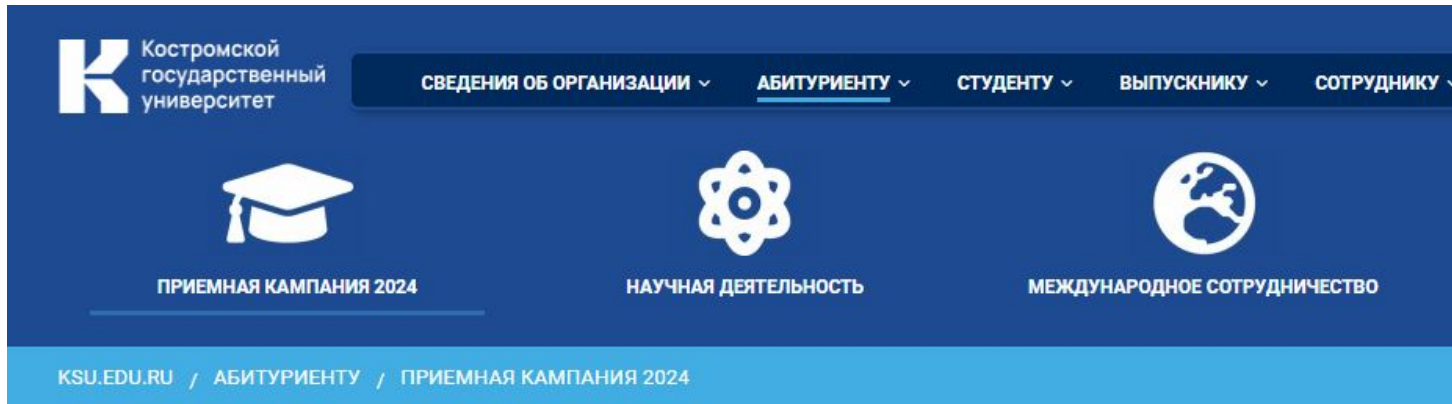 Костромской
государственный
университет
СВЕДЕНИЯ ОБ ОРГАНИЗАЦИИ АБИТУРИЕНТУ СТУДЕНТУ ВЫПУСКНИКУ СОТРУДНИКУ
ПРИЕМНАЯ КАМПАНИЯ 2024 НАУЧНАЯ ДЕЯТЕЛЬНОСТЬ МЕЖДУНАРОДНОЕ СОТРУДНИЧЕСТВО
KSU.EDU.RU / АБИТУРИЕНТУ / ПРИЕМНАЯ КАМПАНИЯ 2024